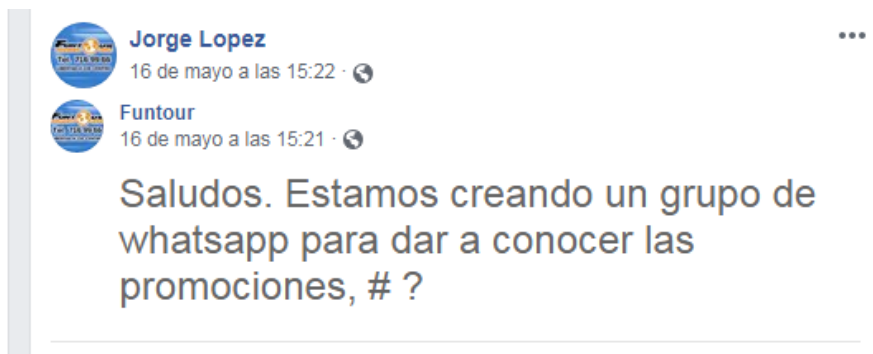 Jorge Lopez
16 de mayo a las 15:22 ·
Funtour
16 de mayo a las 15:21 ·
Saludos. Estamos creando un grupo de
whatsapp para dar a conocer las
promociones, # ?